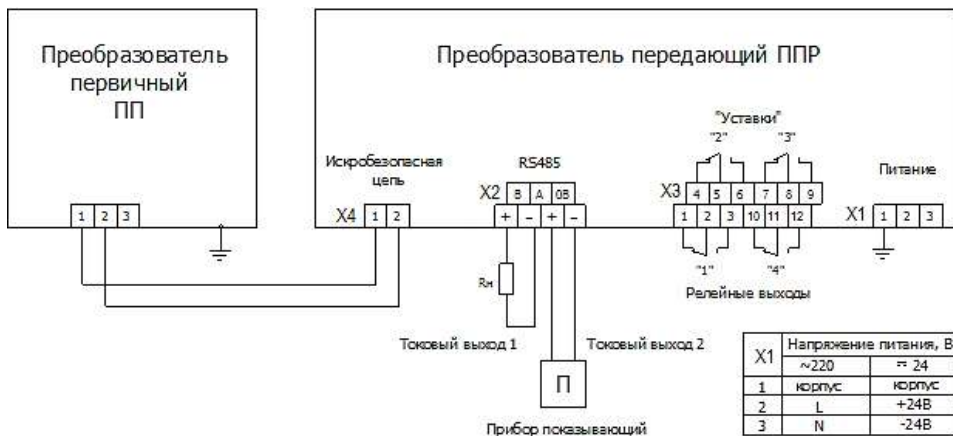 Преобразователь
первичный
ПП
Преобразователь передающий ППР
"Уставки"
"2" "3"
Искробезопасная
цепь
RS485
Питание
X2 B A 0B
X3 4 5 6 7 8 9
1 2 3
X4 1 2
+ - + -
1 2 3 10 11 12
X1 1 2 3
"1" "4"
Rн
Релейные выходы
Токовый выход 1
Токовый выход 2
П
Прибор показывающий
X1 Напряжение питания, В
~220 = 24
1 корпус корпус
2 L +24В
3 N -24В